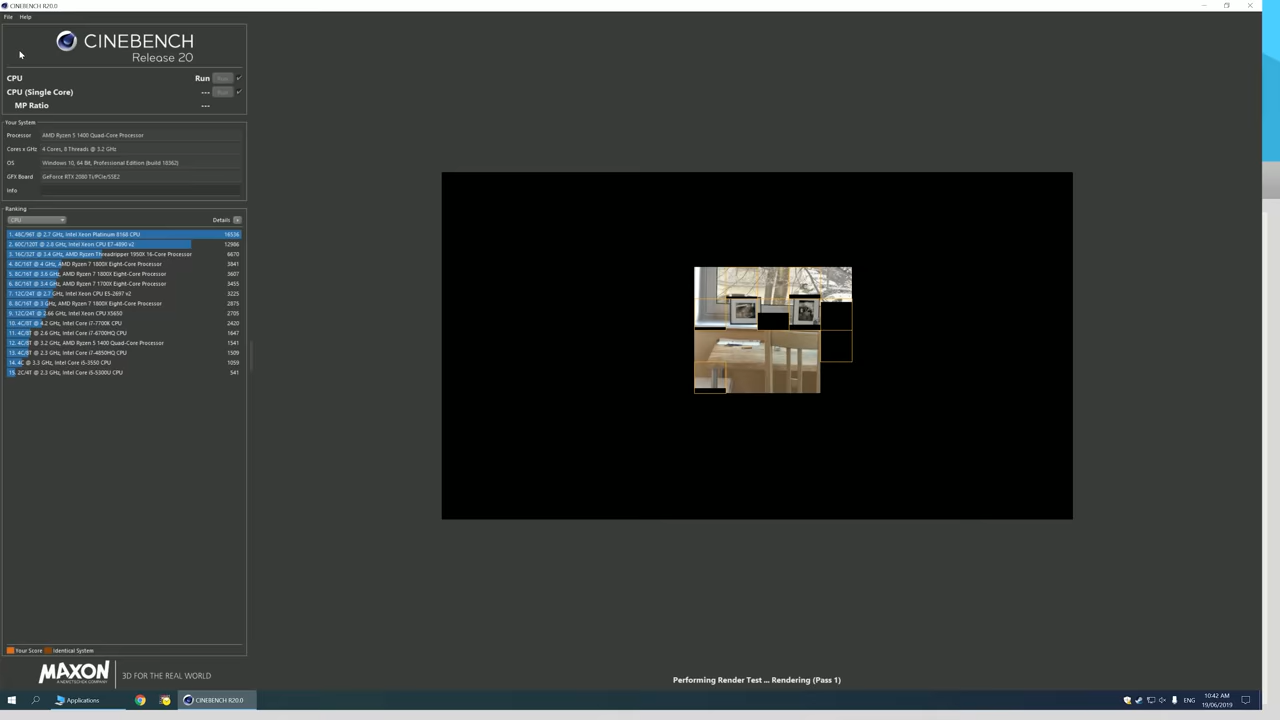 CINEBENCH R20.0
File Help
CINEBENCH
Release 20
CPU Run Run
CPU (Single Core) --- Run
MP Ratio ---
Your System
Processor AMD Ryzen 5 1400 Quad-Core Processor
Cores x GHz 4 Cores, 8 Threads @ 3.2 GHz
OS Windows 10, 64 Bit, Professional Edition (build 18362)
GFX Board GeForce RTX 2080 Ti/PCIe/SSE2
Info
Ranking
CPU Details
1. 48C/96T @ 2.7 GHz, Intel Xeon Platinum 8168 CPU 16536
2. 60C/120T @ 2.8 GHz, Intel Xeon CPU E7-4890 v2 12986
3. 16C/32T @ 3.4 GHz, AMD Ryzen Threadripper 1950X 16-Core Processor 6670
4. 8C/16T @ 4 GHz, AMD Ryzen 7 1800X Eight-Core Processor 3841
5. 8C/16T @ 3.6 GHz, AMD Ryzen 7 1800X Eight-Core Processor 3607
6. 8C/16T @ 3.4 GHz, AMD Ryzen 7 1700X Eight-Core Processor 3455
7. 12C/24T @ 2.7 GHz, Intel Xeon CPU E5-2697 v2 3225
8. 8C/16T @ 3 GHz, AMD Ryzen 7 1800X Eight-Core Processor 2875
9. 12C/24T @ 2.66 GHz, Intel Xeon CPU X5650 2705
10. 4C/8T @ 4.2 GHz, Intel Core i7-7700K CPU 2420
11. 4C/8T @ 2.6 GHz, Intel Core i7-6700HQ CPU 1647
12. 4C/8T @ 3.2 GHz, AMD Ryzen 5 1400 Quad-Core Processor 1541
13. 4C/8T @ 2.3 GHz, Intel Core i7-4850HQ CPU 1509
14. 4C @ 3.3 GHz, Intel Core i5-3550 CPU 1059
15. 2C/4T @ 2.3 GHz, Intel Core i5-5300U CPU 541
Your Score Identical System
MAXON 3D FOR THE REAL WORLD
A NEMETSCHEK COMPANY
Performing Render Test ... Rendering (Pass 1)
Applications CINEBENCH R20.0 ENG 10:42 AM
19/06/2019